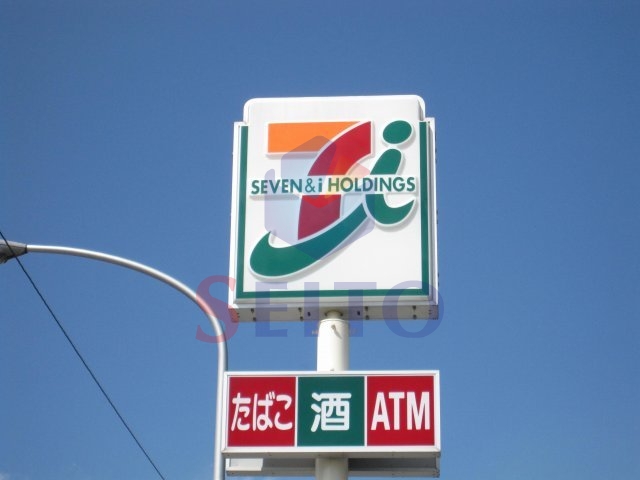 SEVEN & i HOLDINGS
SEITO
たばこ 酒 ATM